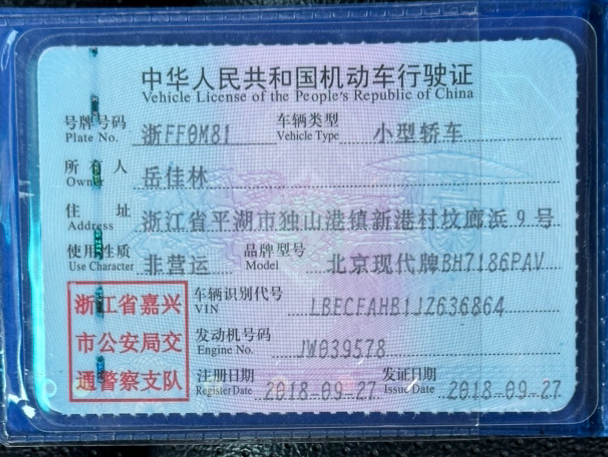 中华人民共和国机动车行驶证
Vehicle License of the People's Republic of China
号牌号码 浙FF0M81 车辆类型 小型轿车
Plate No. Vehicle Type
所有人 岳佳林
Owner
住址 浙江省平湖市独山港镇新港村坟廊浜9号
Address
使用性质 非营运 品牌型号 北京现代牌BH7186PAV
Use Character Model
浙江省嘉兴
市公安局交
通警察支队
车辆识别代号 LBECFAHB1JZ636864
VIN
发动机号码 JW039578
Engine No.
注册日期 2018-09-27 发证日期 2018-09-27
Register Date Issue Date